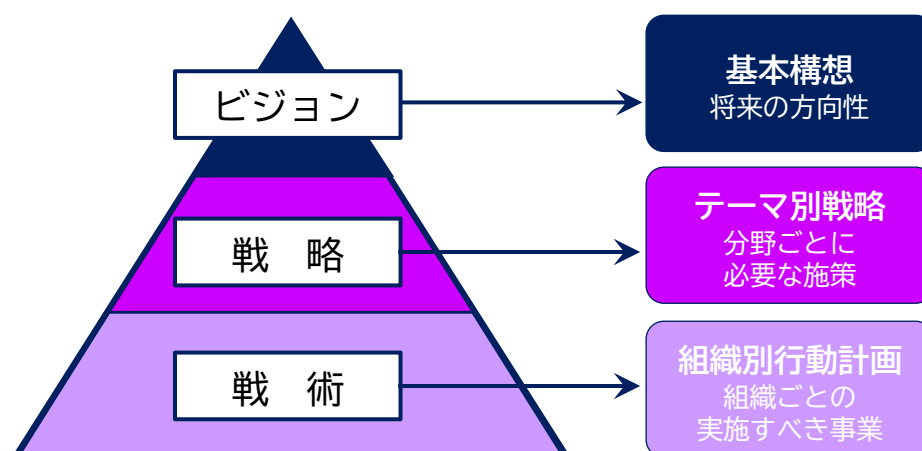 ビジョン
基本構想
将来の方向性
戦　略
テーマ別戦略
分野ごとに
必要な施策
戦　術
組織別行動計画
組織ごとの
実施すべき事業